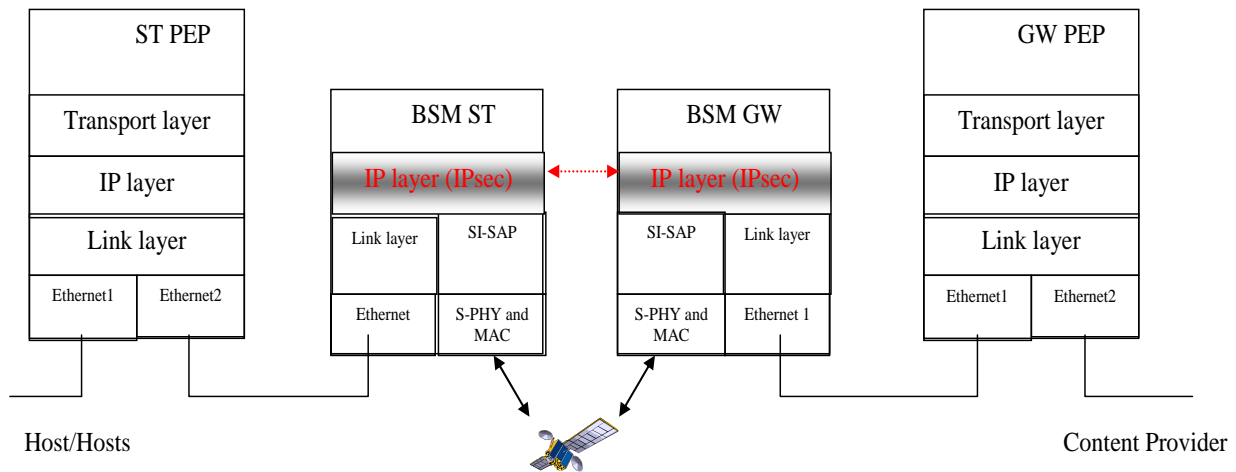 ST PEP
Transport layer
IP layer
Link layer
Ethernet1
Ethernet2
BSM ST
IP layer (IPsec)
Link layer
SI-SAP
Ethernet
S-PHY and
MAC
BSM GW
IP layer (IPsec)
SI-SAP
Link layer
S-PHY and
MAC
Ethernet 1
GW PEP
Transport layer
IP layer
Link layer
Ethernet1
Ethernet2
Host/Hosts
Content Provider